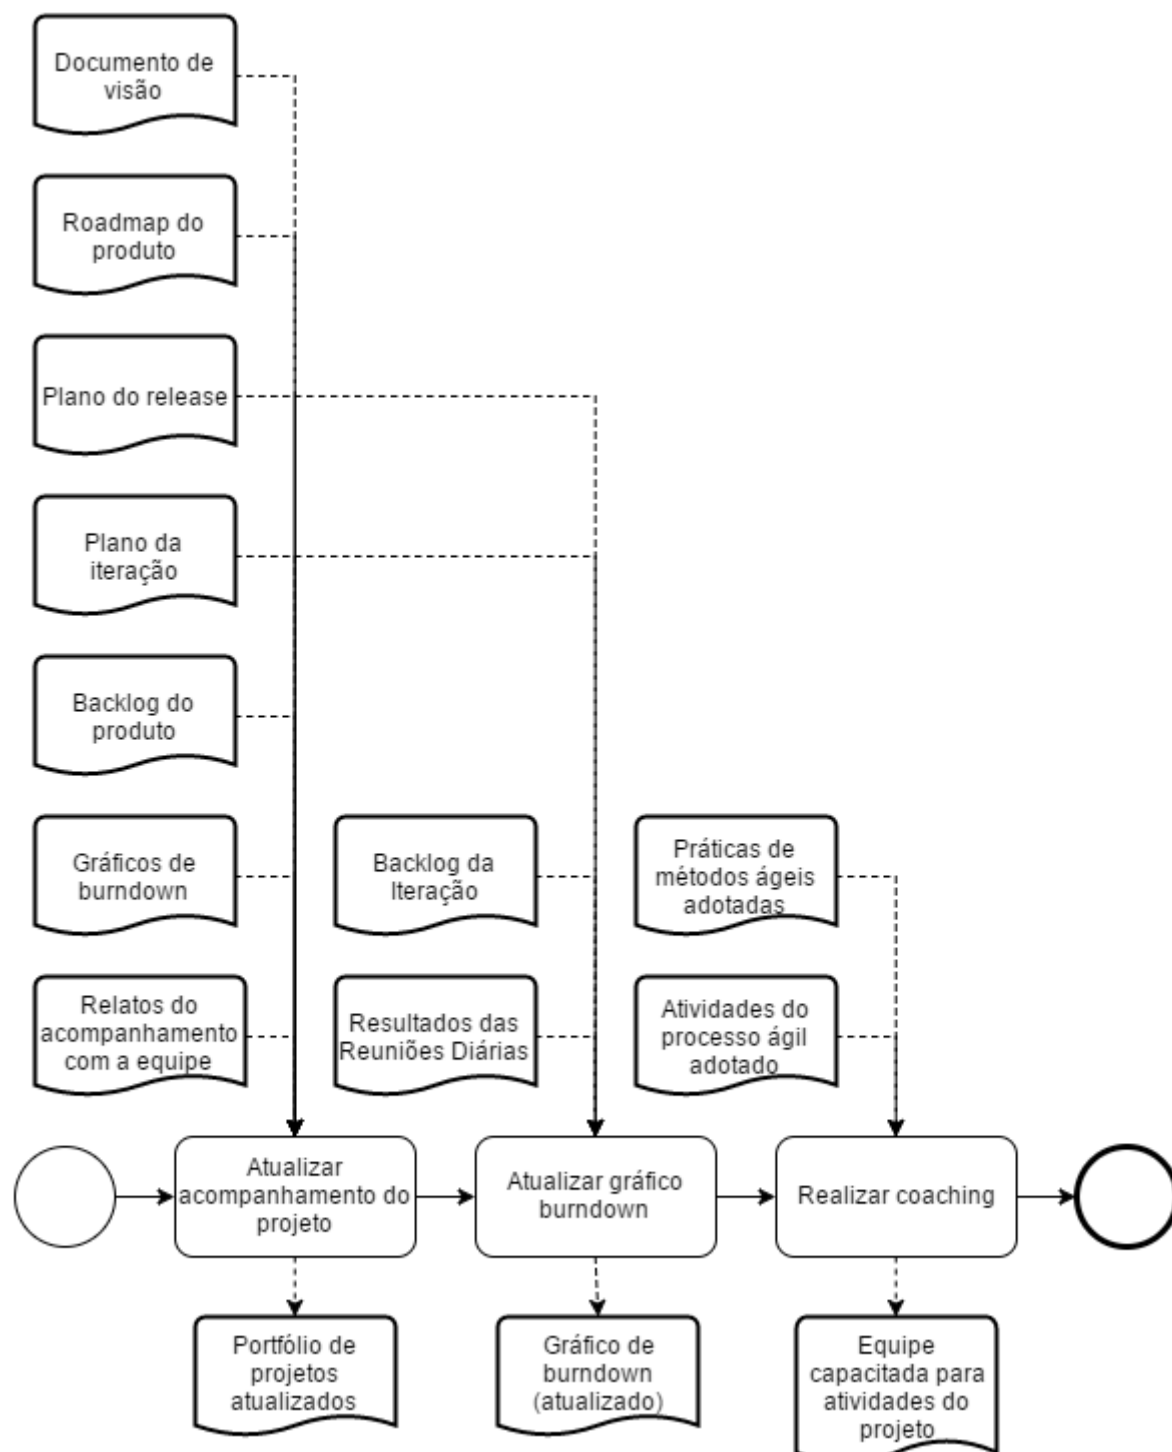 Documento de
visão
Roadmap do
produto
Plano do release
Plano da
iteração
Backlog do
produto
Gráficos de
burndown
Backlog da
Iteração
Práticas de
métodos ágeis
adotadas
Relatos do
acompanhamento
com a equipe
Resultados das
Reuniões Diárias
Atividades do
processo ágil
adotado
Atualizar
acompanhamento do
projeto
Atualizar gráfico
burndown
Realizar coaching
Portfólio de
projetos
atualizados
Gráfico de
burndown
(atualizado)
Equipe
capacitada para
atividades do
projeto